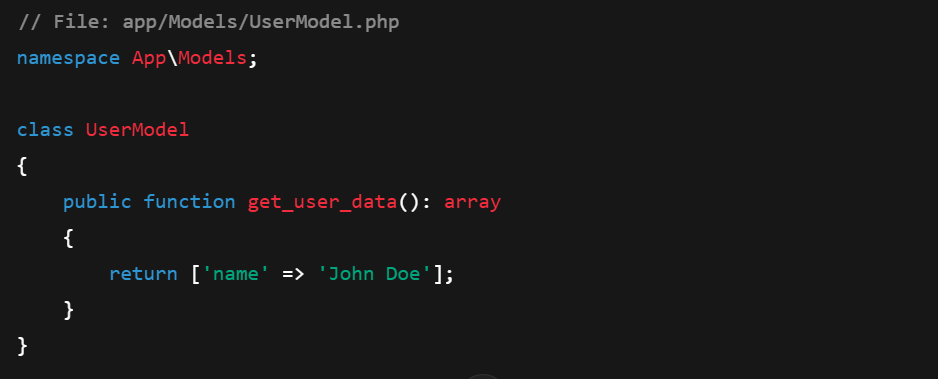 // File: app/Models/UserModel.php
namespace App\Models;
class UserModel
{
    public function get_user_data(): array
    {
        return ['name' => 'John Doe'];
    }
}